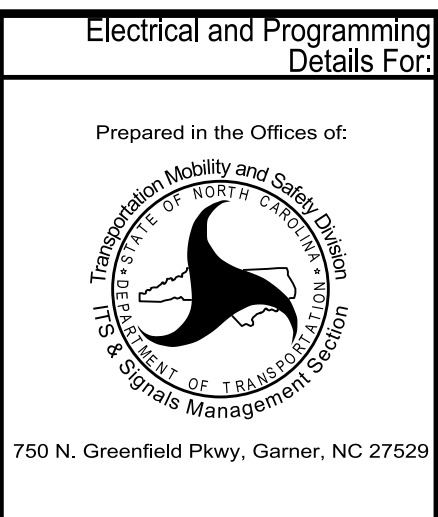 Electrical and Programming
Details For:
Prepared in the Offices of:
Transportation Mobility and Safety Division
STATE OF NORTH CAROLINA
DEPARTMENT OF TRANSPORTATION
ITS & Signals Management Section
750 N. Greenfield Pkwy, Garner, NC 27529